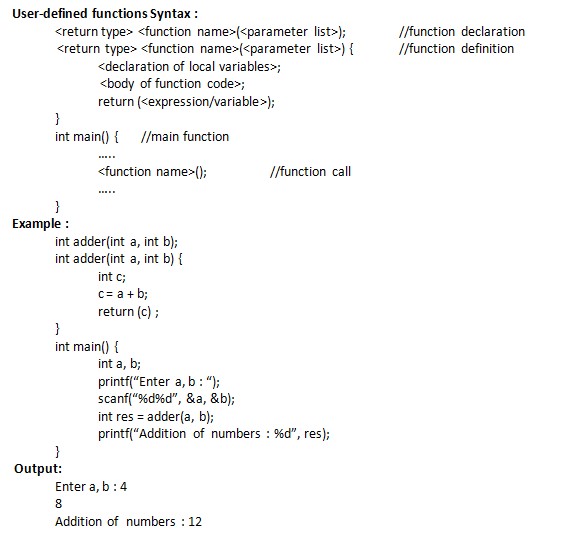 User-defined functions Syntax :
<return type> <function name>(<parameter list>); //function declaration
<return type> <function name>(<parameter list>) { //function definition
<declaration of local variables>;
<body of function code>;
return (<expression/variable>);
}
int main() { //main function
.....
<function name>(); //function call
.....
}
Example :
int adder(int a, int b);
int adder(int a, int b) {
int c;
c= a + b;
return (c) ;
}
int main() {
int a, b;
printf(“Enter a, b : “);
scanf(“%d%d”, &a, &b);
int res = adder(a, b);
printf(“Addition of numbers : %d”, res);
}
Output:
Enter a, b : 4
8
Addition of numbers : 12